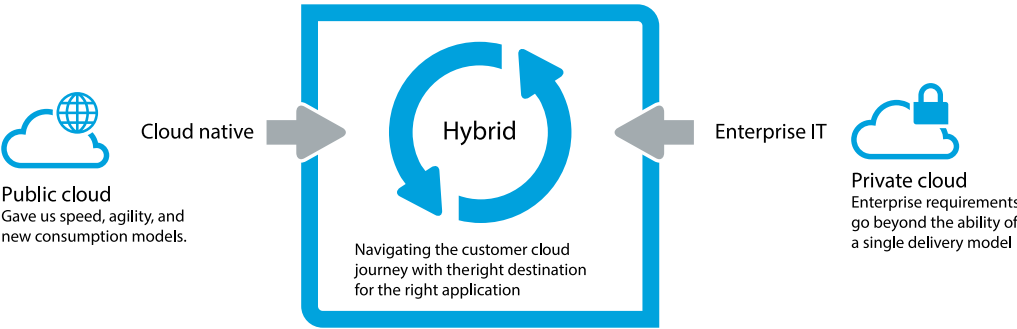 Cloud native
Hybrid
Enterprise IT
Public cloud
Gave us speed, agility, and
new consumption models.
Navigating the customer cloud
journey with theright destination
for the right application
Private cloud
Enterprise requirements
go beyond the ability of
a single delivery model